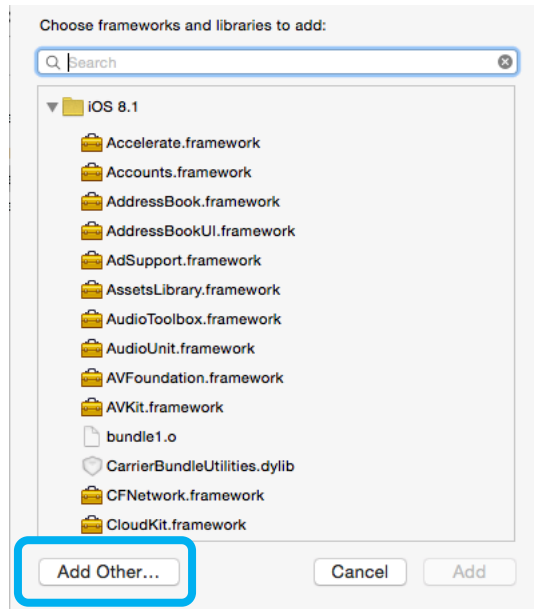 Choose frameworks and libraries to add:
Search
iOS 8.1
Accelerate.framework
Accounts.framework
AddressBook.framework
AddressBookUI.framework
AdSupport.framework
AssetsLibrary.framework
AudioToolbox.framework
AudioUnit.framework
AVFoundation.framework
AVKit.framework
bundle1.o
CarrierBundleUtilities.dylib
CFNetwork.framework
CloudKit.framework
Add Other... Cancel Add